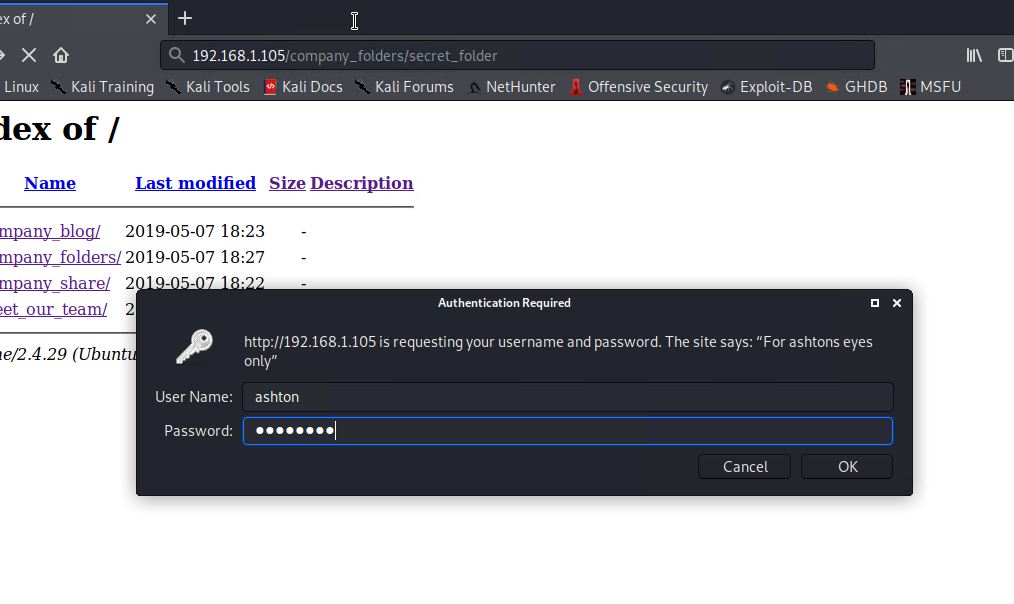 ex of /
192.168.1.105/company_folders/secret_folder
Linux Kali Training Kali Tools Kali Docs Kali Forums NetHunter Offensive Security Exploit-DB GHDB MSFU
dex of /
Name Last modified Size Description
mpany_blog/ 2019-05-07 18:23 -
mpany_folders/ 2019-05-07 18:27 -
mpany_share/ 2019-05-07 18:22 -
eet_our_team/ 2
he/2.4.29 (Ubuntu
Authentication Required
http://192.168.1.105 is requesting your username and password. The site says: “For ashtons eyes
only”
User Name: ashton
Password: ●●●●●●●●
Cancel OK